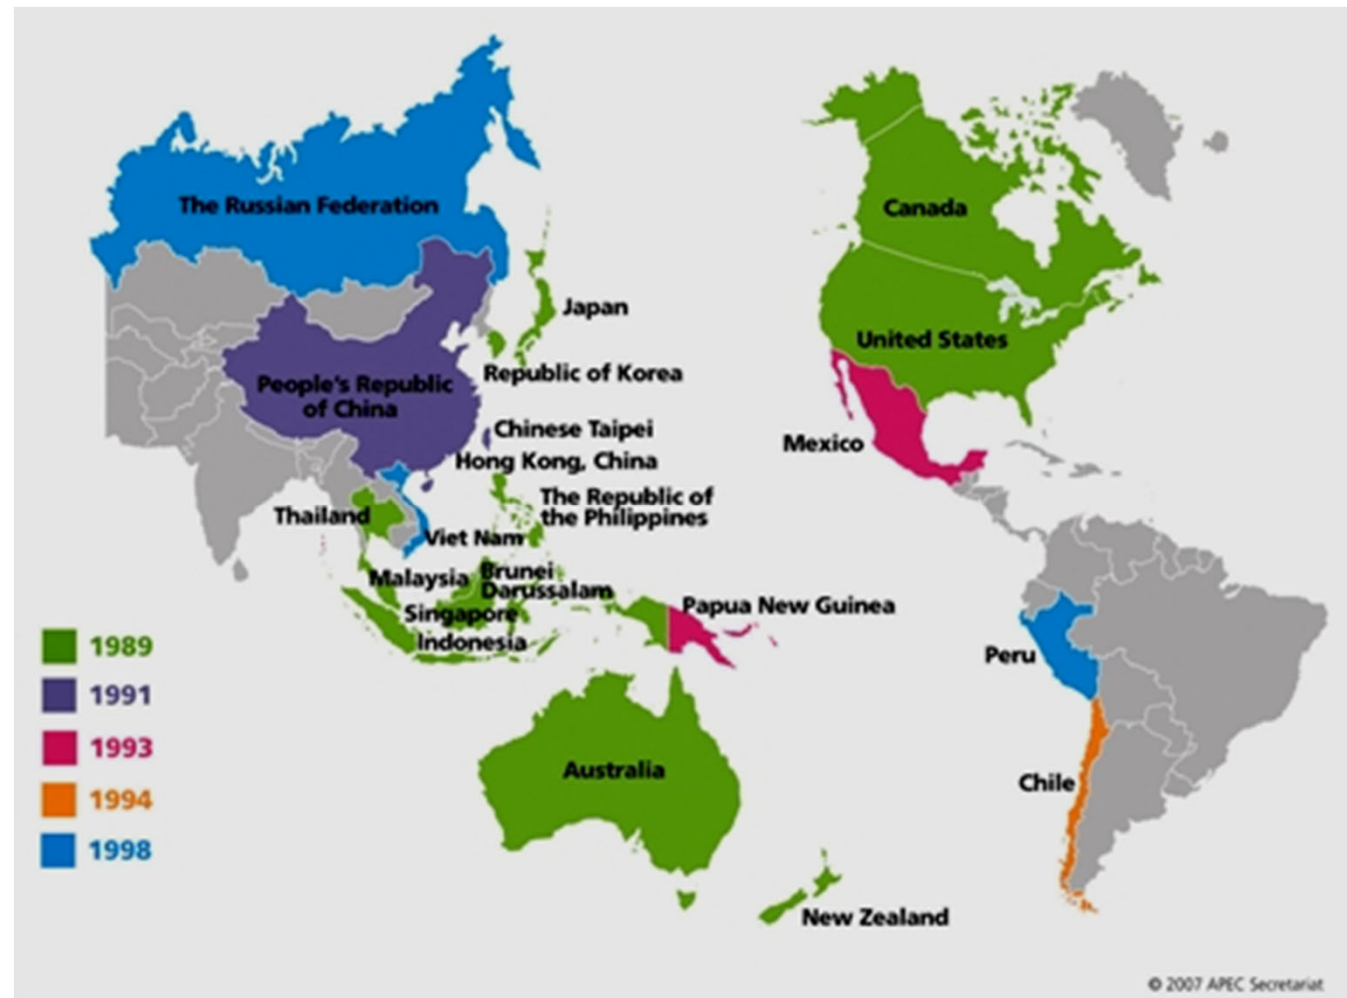 The Russian Federation
Canada
Japan
United States
Republic of Korea
People's Republic
of China
Chinese Taipei
Mexico
Hong Kong, China
The Republic of
the Philippines
Thailand
Viet Nam
Malaysia
Brunei
Darussalam
Singapore
Indonesia
Papua New Guinea
Peru
Australia
Chile
New Zealand
1989
1991
1993
1994
1998
© 2007 APEC Secretariat